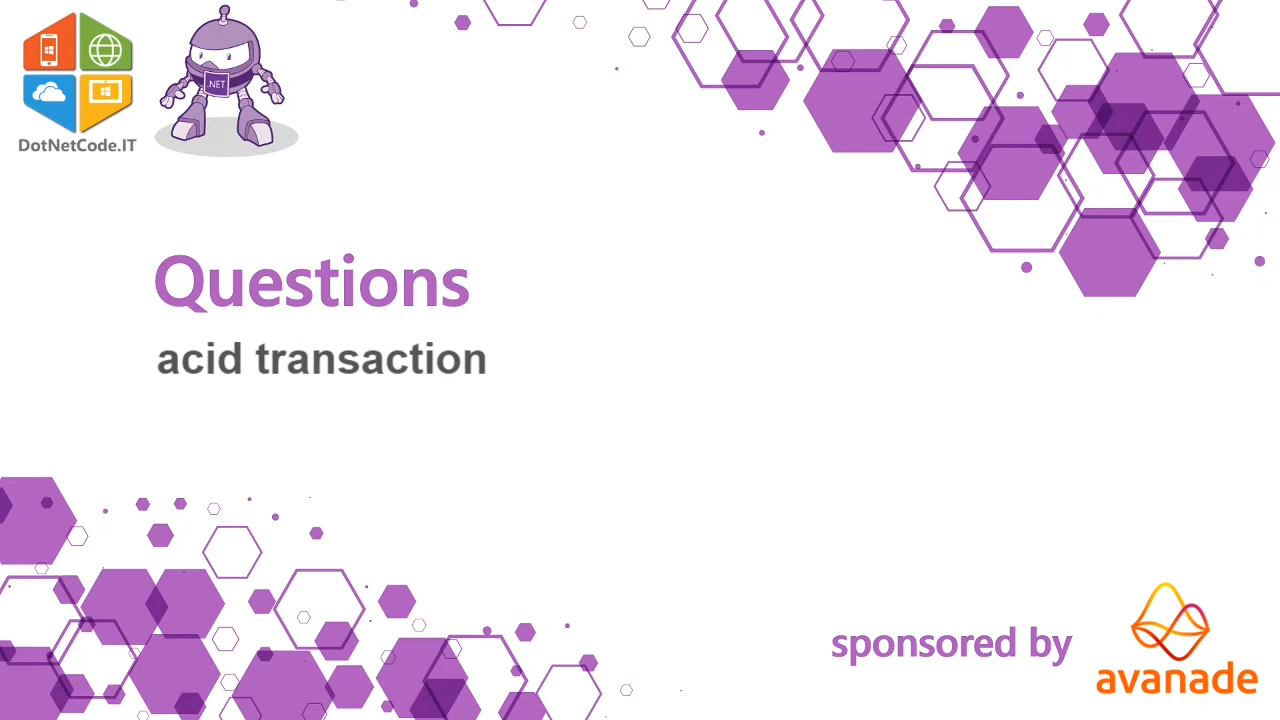 .NET
DotNetCode.IT
Questions
acid transaction
sponsored by
avanade